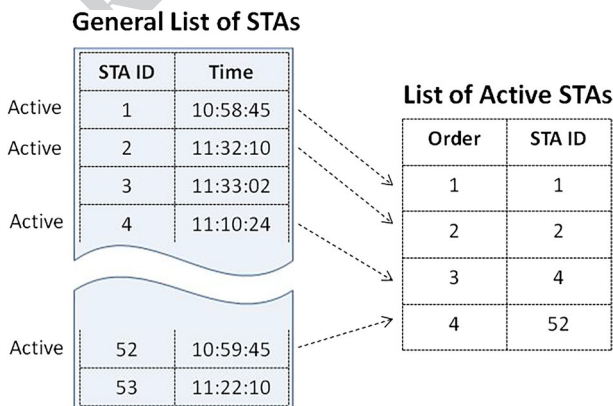 General List of STAs
STA ID Time
Active 1 10:58:45
Active 2 11:32:10
3 11:33:02
Active 4 11:10:24
Active 52 10:59:45
53 11:22:10
List of Active STAs
Order STA ID
1 1
2 2
3 4
4 52